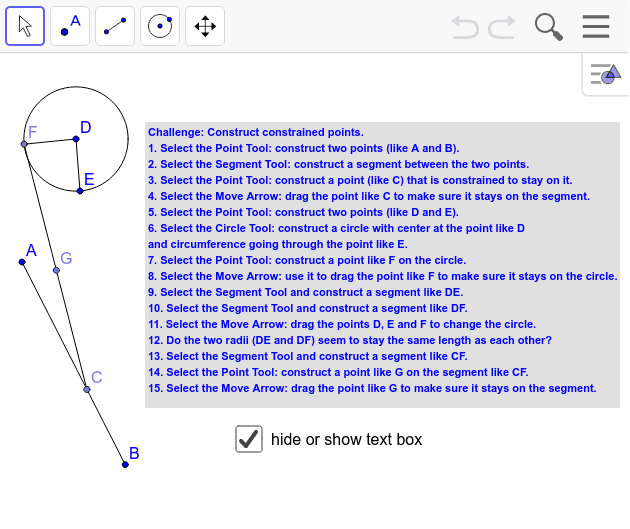 A
F
D
E
A
G
C
B
Challenge: Construct constrained points.
1. Select the Point Tool: construct two points (like A and B).
2. Select the Segment Tool: construct a segment between the two points.
3. Select the Point Tool: construct a point (like C) that is constrained to stay on it.
4. Select the Move Arrow: drag the point like C to make sure it stays on the segment.
5. Select the Point Tool: construct two points (like D and E).
6. Select the Circle Tool: construct a circle with center at the point like D
and circumference going through the point like E.
7. Select the Point Tool: construct a point like F on the circle.
8. Select the Move Arrow: use it to drag the point like F to make sure it stays on the circle.
9. Select the Segment Tool and construct a segment like DE.
10. Select the Segment Tool and construct a segment like DF.
11. Select the Move Arrow: drag the points D, E and F to change the circle.
12. Do the two radii (DE and DF) seem to stay the same length as each other?
13. Select the Segment Tool and construct a segment like CF.
14. Select the Point Tool: construct a point like G on the segment like CF.
15. Select the Move Arrow: drag the point like G to make sure it stays on the segment.
hide or show text box